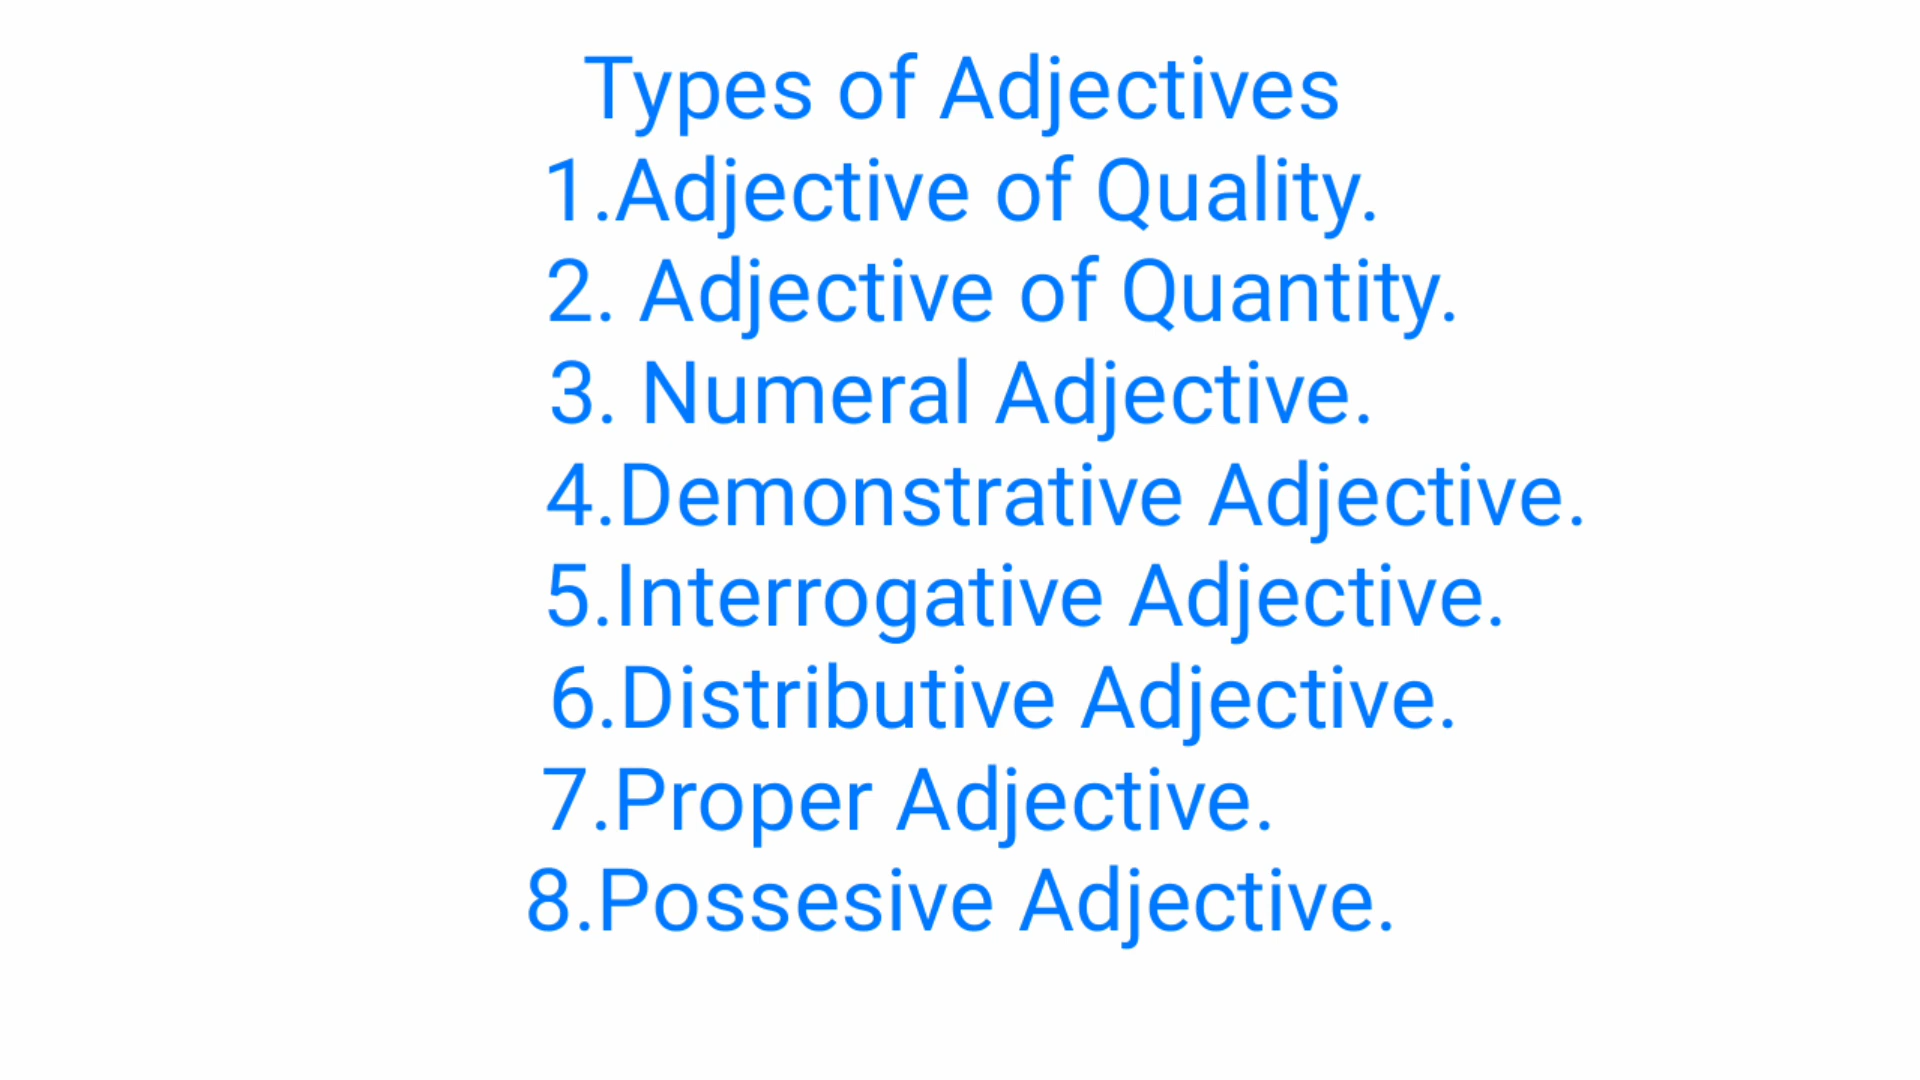 Types of Adjectives
1.Adjective of Quality.
2. Adjective of Quantity.
3. Numeral Adjective.
4.Demonstrative Adjective.
5.Interrogative Adjective.
6.Distributive Adjective.
7.Proper Adjective.
8.Possesive Adjective.